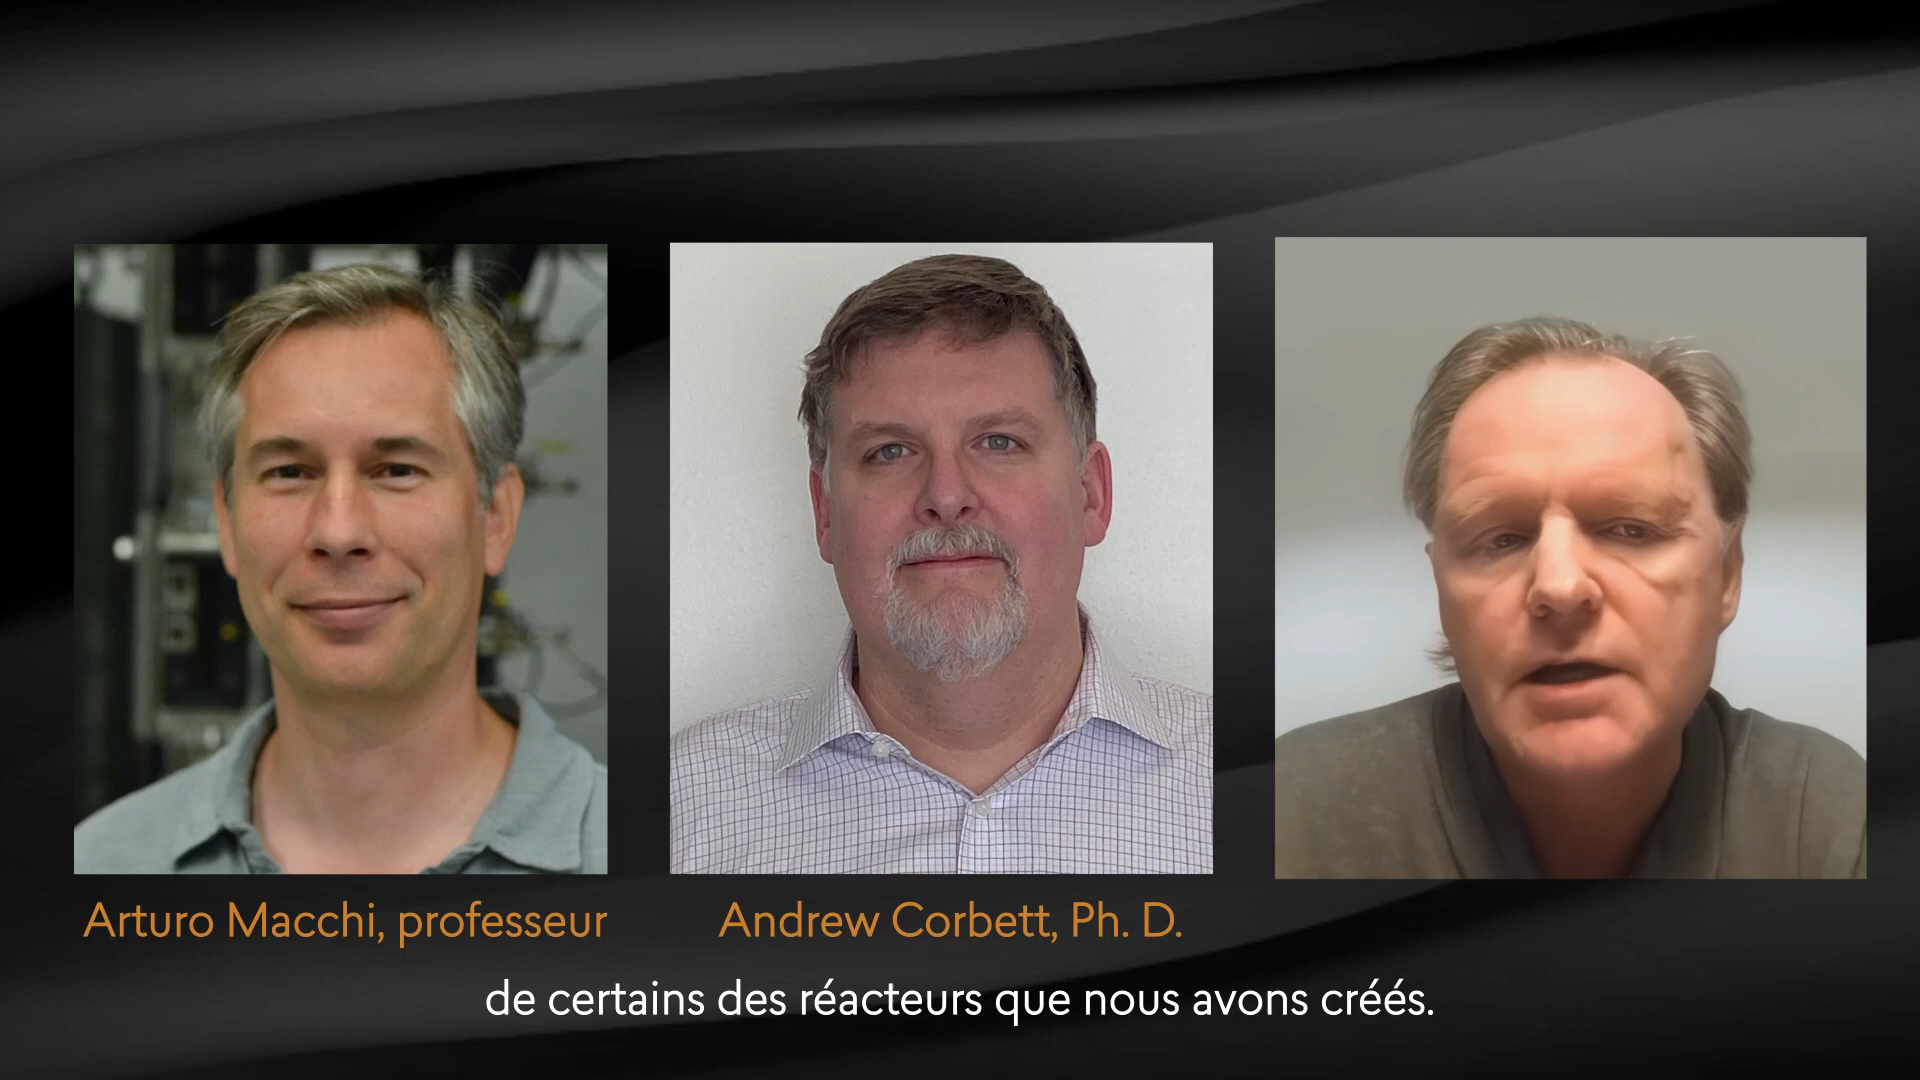 Arturo Macchi, professeur
Andrew Corbett, Ph. D.
de certains des réacteurs que nous avons créés.